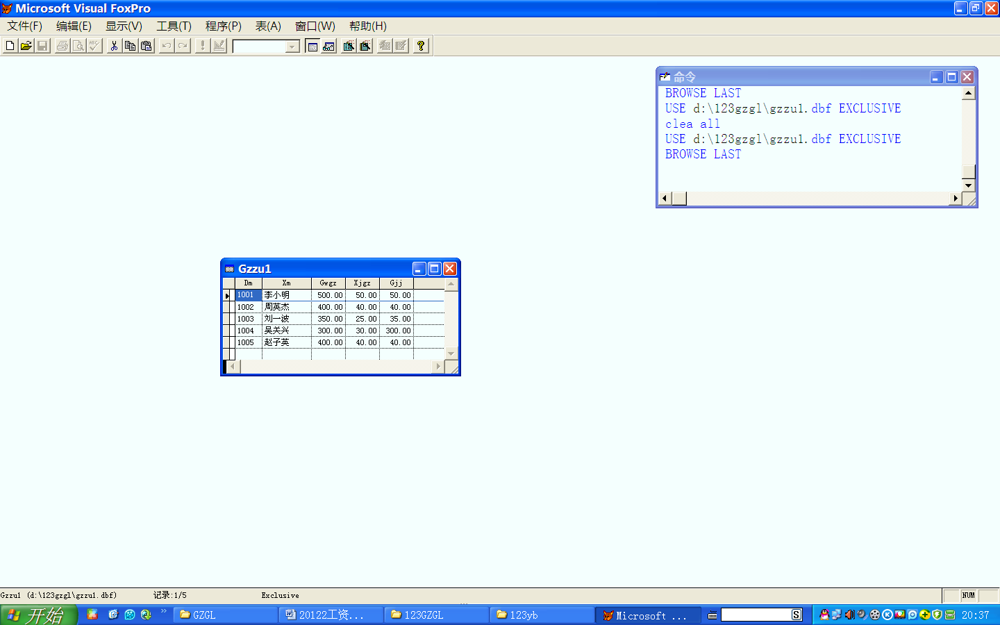 Microsoft Visual FoxPro
文件(F) 编辑(E) 显示(V) 工具(T) 程序(P) 表(A) 窗口(W) 帮助(H)
命令
BROWSE LAST
USE d:\123gzgl\gzzu1.dbf EXCLUSIVE
clea all
USE d:\123gzgl\gzzu1.dbf EXCLUSIVE
BROWSE LAST
Gzzu1
Dm Xm Gwgz Xjgz Gjj
1001 李小明 500.00 50.00 50.00
1002 周英杰 400.00 40.00 40.00
1003 刘一波 350.00 25.00 35.00
1004 吴关兴 300.00 30.00 300.00
1005 赵子英 400.00 40.00 40.00
Gzzu1 (d:\123gzgl\gzzu1.dbf) 记录:1/5 Exclusive NUM
开始 GZGL 20122工资... 123GZGL 123yb Microsoft ... S 20:37